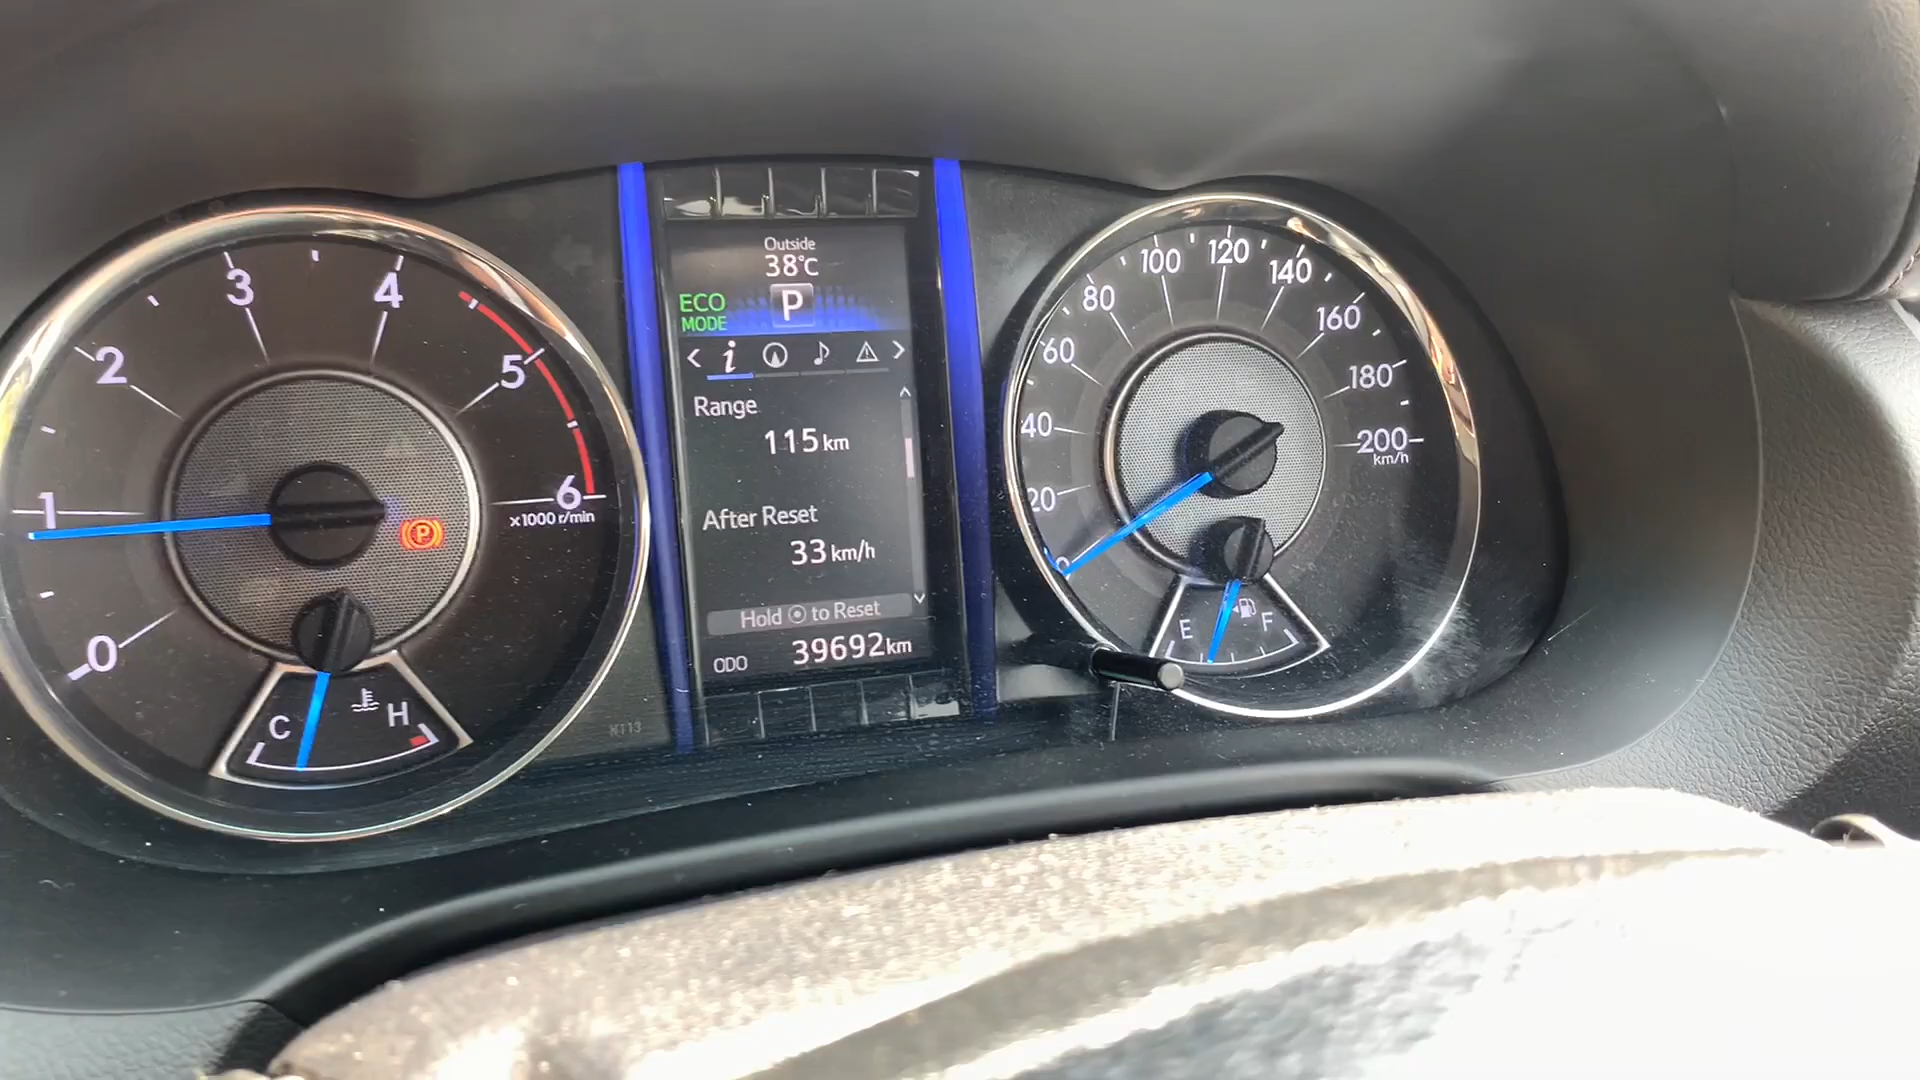 0
1
2
3
4
5
6
x1000 r/min
C
H
Outside
38°C
ECO
MODE
P
Range
115 km
After Reset
33 km/h
Hold ⦿ to Reset
ODO 39692 km
0
20
40
60
80
100
120
140
160
180
200
km/h
E
F
(P)